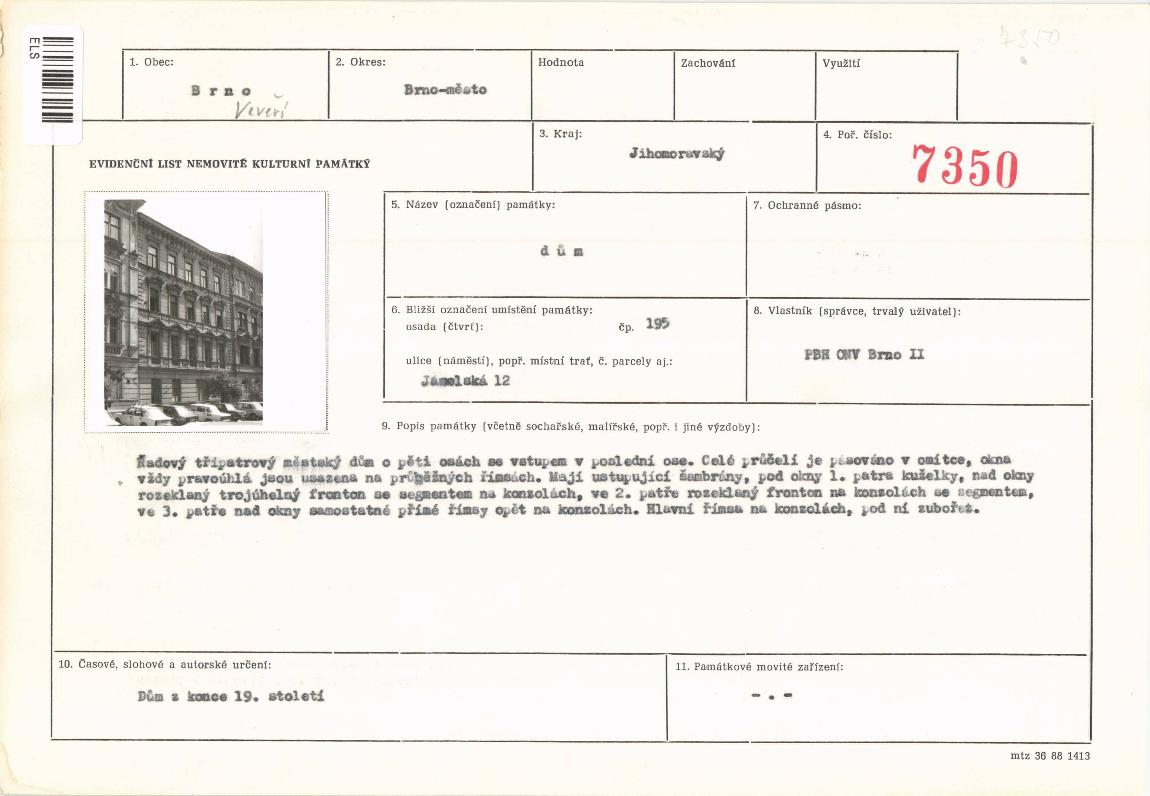 ELS
7350
1. Obec:
B r n o
Veveří
2. Okres:
Brno-město
Hodnota
Zachování
Využití
3. Kraj:
Jihomoravský
4. Poř. číslo:
7350
EVIDENČNÍ LIST NEMOVITÉ KULTURNÍ PAMÁTKY
5. Název (označení) památky:
d ů m
7. Ochranné pásmo:
6. Bližší označení umístění památky:
osada (čtvrť): čp. 195
ulice (náměstí), popř. místní trať, č. parcely aj.:
Jáselská 12
8. Vlastník (správce, trvalý uživatel):
PBH ONV Brno II
9. Popis památky (včetně sochařské, malířské, popř. i jiné výzdoby):
Řadový třípatrový městský dům o pěti osách se vstupem v poslední ose. Celé průčelí je pásováno v omítce, okna
vždy pravoúhlá jsou usazena na průběžných římsách. Mají ustupující šambrány, pod okny 1. patra kuželky, nad okny
rozeklaný trojúhelný fronton se segmentem na konzolách, ve 2. patře rozeklaný fronton na konzolách se segmentem,
ve 3. patře nad okny samostatné přímé římsy opět na konzolách. Hlavní římsa na konzolách, pod ní zubořez.
10. Časové, slohové a autorské určení:
Dům z konce 19. století
11. Památkové movité zařízení:
- . -
mtz 36 88 1413